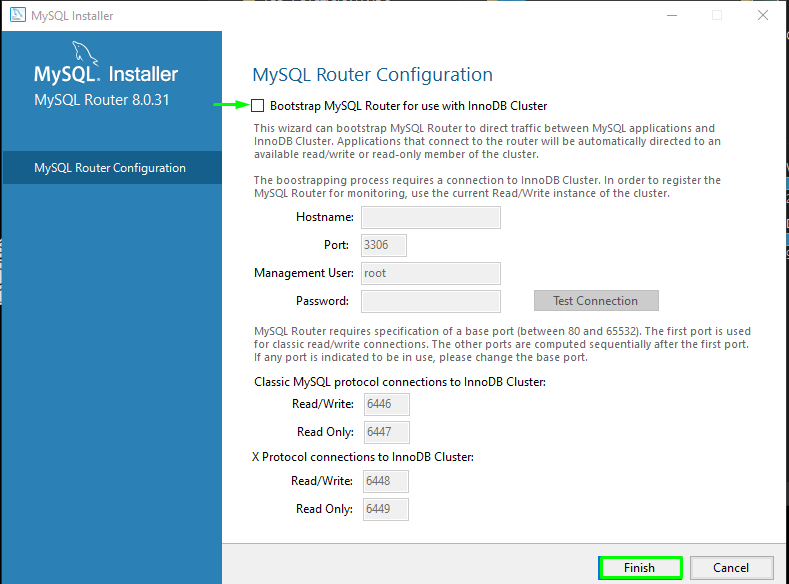 MySQL Installer
MySQL. Installer
MySQL Router 8.0.31
MySQL Router Configuration
MySQL Router Configuration
Bootstrap MySQL Router for use with InnoDB Cluster
This wizard can bootstrap MySQL Router to direct traffic between MySQL applications and
InnoDB Cluster. Applications that connect to the router will be automatically directed to an
available read/write or read-only member of the cluster.
The boostrapping process requires a connection to InnoDB Cluster. In order to register the
MySQL Router for monitoring, use the current Read/Write instance of the cluster.
Hostname:
Port: 3306
Management User: root
Password:
Test Connection
MySQL Router requires specification of a base port (between 80 and 65532). The first port is used
for classic read/write connections. The other ports are computed sequentially after the first port.
If any port is indicated to be in use, please change the base port.
Classic MySQL protocol connections to InnoDB Cluster:
Read/Write: 6446
Read Only: 6447
X Protocol connections to InnoDB Cluster:
Read/Write: 6448
Read Only: 6449
Finish Cancel